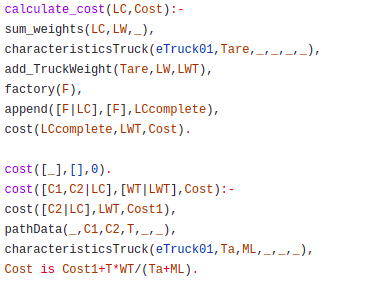 calculate_cost(LC,Cost):-
sum_weights(LC,LW,_),
characteristicsTruck(eTruck01,Tare,_,_,_,_),
add_TruckWeight(Tare,LW,LWT),
factory(F),
append([F|LC],[F],LCcomplete),
cost(LCcomplete,LWT,Cost).

cost([_],[],0).
cost([C1,C2|LC],[WT|LWT],Cost):-
cost([C2|LC],LWT,Cost1),
pathData(_,C1,C2,T,_,_),
characteristicsTruck(eTruck01,Ta,ML,_,_,_),
Cost is Cost1+T*WT/(Ta+ML).